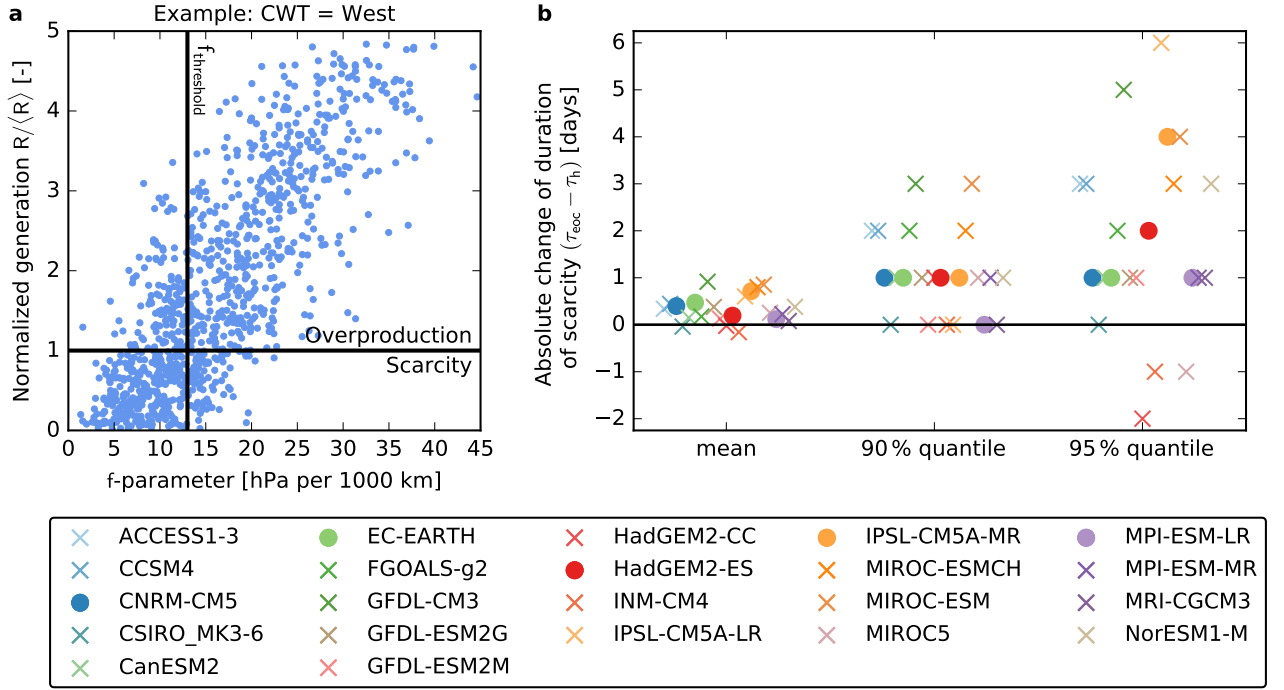 a
Example: CWT = West
Normalized generation R/⟨R⟩ [-]
5
4
3
2
1
0
f_threshold
Overproduction
Scarcity
0 5 10 15 20 25 30 35 40 45
f-parameter [hPa per 1000 km]
b
Absolute change of duration
of scarcity (τ_eoc − τ_h) [days]
6
5
4
3
2
1
0
−1
−2
mean 90 % quantile 95 % quantile
ACCESS1-3
CCSM4
CNRM-CM5
CSIRO_MK3-6
CanESM2
EC-EARTH
FGOALS-g2
GFDL-CM3
GFDL-ESM2G
GFDL-ESM2M
HadGEM2-CC
HadGEM2-ES
INM-CM4
IPSL-CM5A-LR
IPSL-CM5A-MR
MIROC-ESMCH
MIROC-ESM
MIROC5
MPI-ESM-LR
MPI-ESM-MR
MRI-CGCM3
NorESM1-M